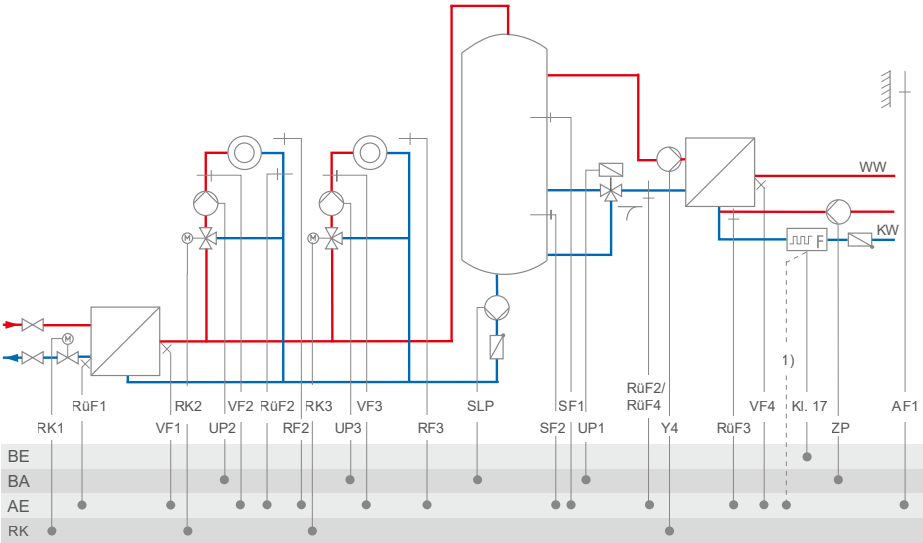 WW
KW
F
M
M
M
1)
RüF2/
RüF4
RüF1
RK2
VF2
RüF2
RK3
VF3
SLP
SF1
VF4
Kl. 17
AF1
RK1
VF1
UP2
RF2
UP3
RF3
SF2
UP1
Y4
RüF3
ZP
BE
BA
AE
RK